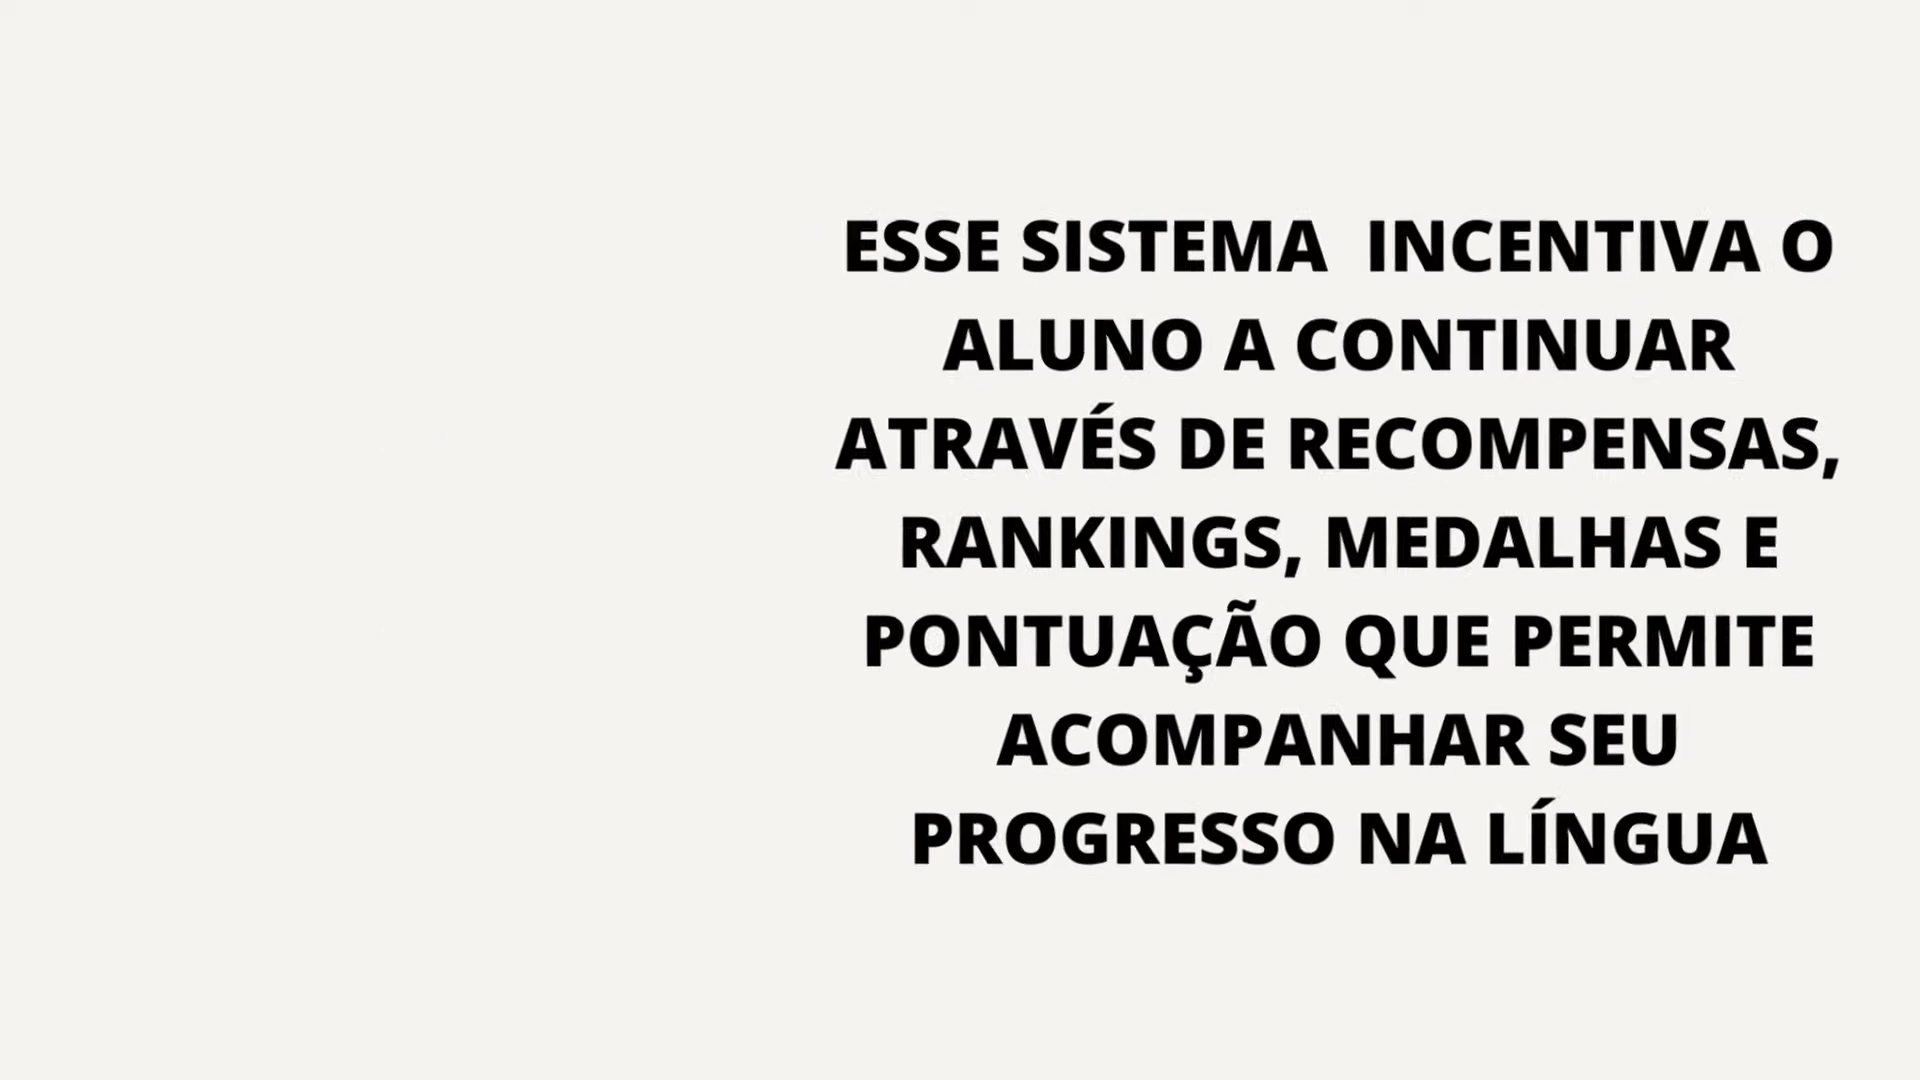 ESSE SISTEMA  INCENTIVA O
ALUNO A CONTINUAR
ATRAVÉS DE RECOMPENSAS,
RANKINGS, MEDALHAS E
PONTUAÇÃO QUE PERMITE
ACOMPANHAR SEU
PROGRESSO NA LÍNGUA